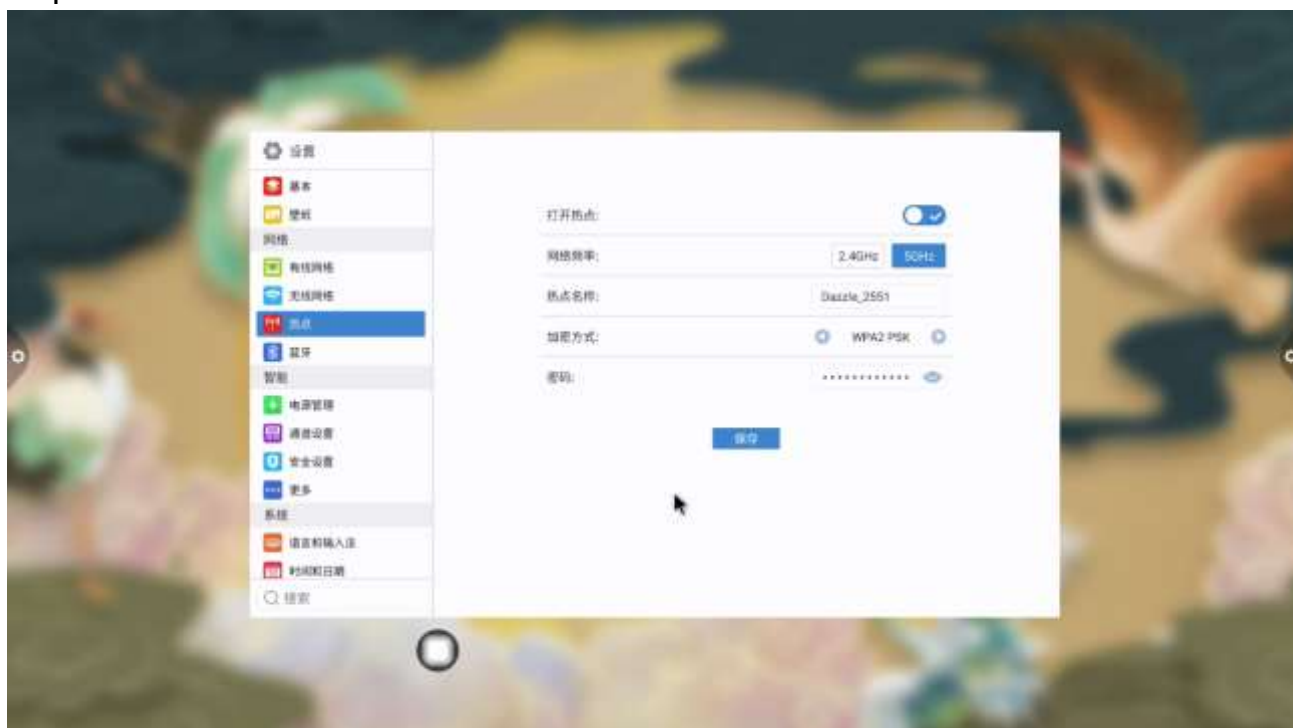 设置
基本
壁纸
网络
有线网络
无线网络
热点
蓝牙
智能
电源管理
通道设置
安全设置
更多
系统
语言和输入法
时间和日期
搜索
打开热点:
网络频率:
2.4GHz
5GHz
热点名称:
Dazzle_2551
加密方式:
WPA2 PSK
密码:
••••••••••••
保存